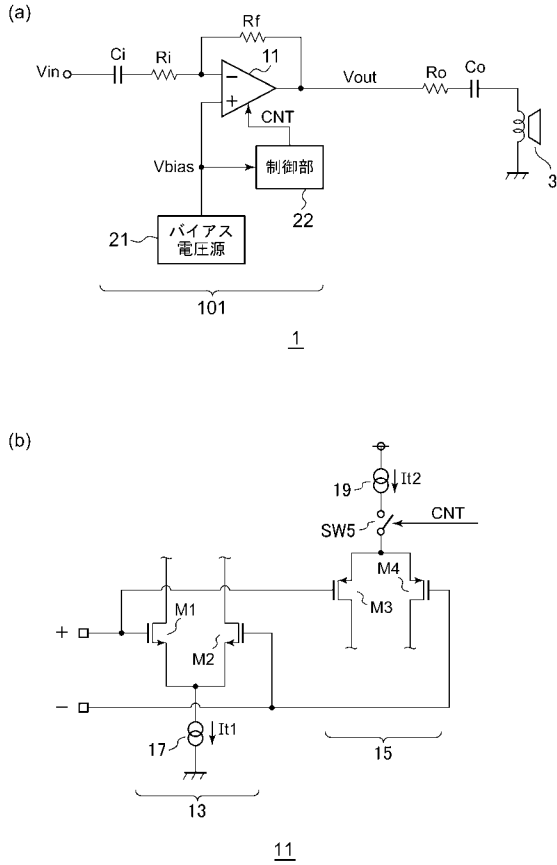 (a)
Vin
Ci
Ri
Rf
11
Vout
Ro
Co
3
−
+
CNT
Vbias
制御部
22
21
バイアス
電圧源
101
1
(b)
19
It2
SW5
CNT
M4
M3
M1
M2
+
−
17
It1
15
13
11